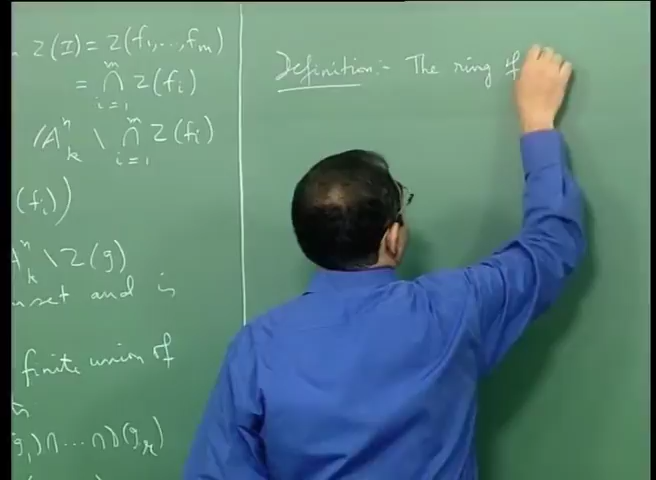 Z(I) = Z(f₁,...,fₘ)
= ⋂ᵢ₌₁ᵐ Z(fᵢ)
𝔸ₖⁿ \ ⋂ᵢ₌₁ᵐ Z(fᵢ)
(fᵢ))
𝔸ₖⁿ \ Z(g)
and is
finite union of
g₁) ∩ ... ∩ D(gᵣ)
Definition:- The ring of